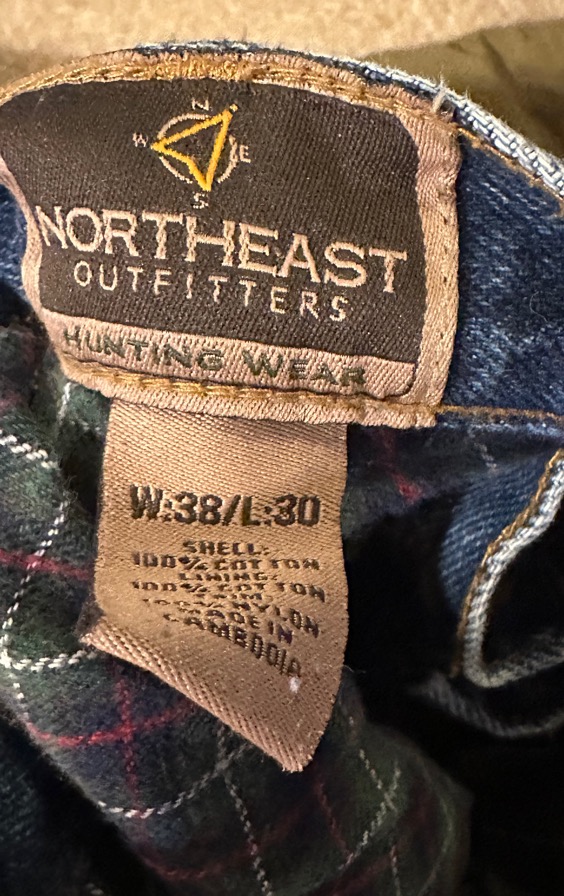 N
W E
S
NORTHEAST
OUTFITTERS
HUNTING WEAR
W:38/L:30
SHELL:
100% COTTON
LINING:
100% COTTON
TRIM:
100% NYLON
MADE IN
CAMBODIA